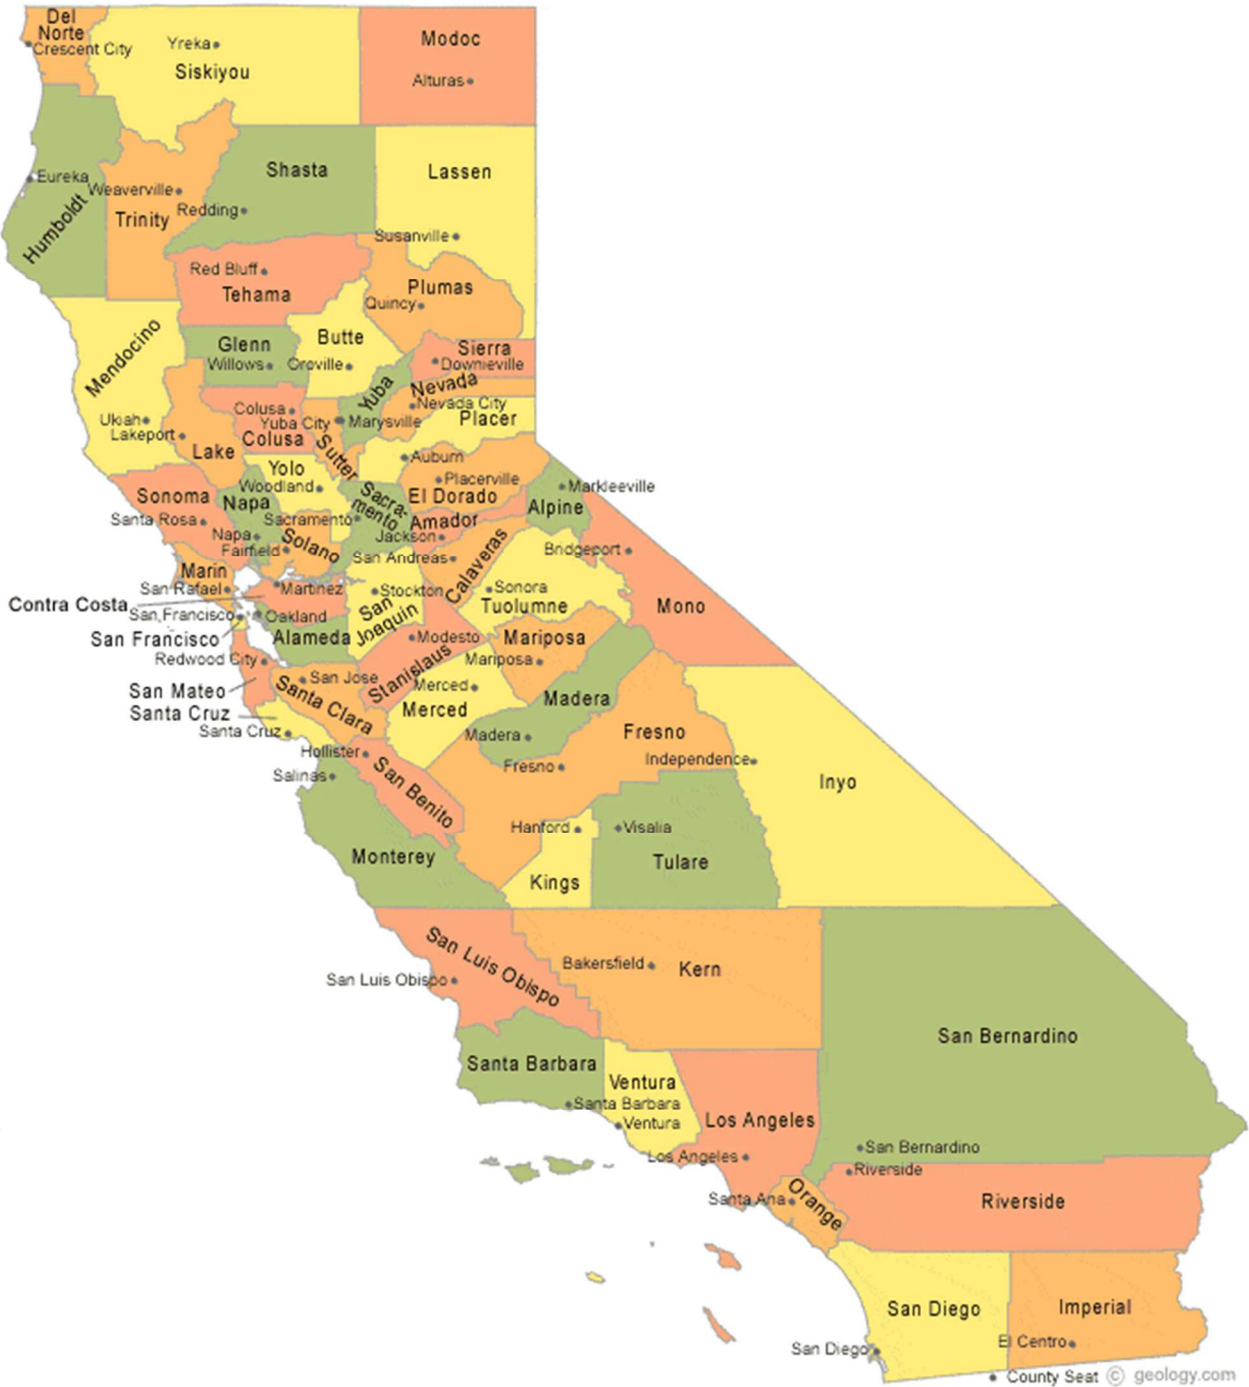 Del
Norte
Crescent City
Yreka
Siskiyou
Modoc
Alturas
Eureka
Humboldt
Weaverville
Trinity
Shasta
Redding
Lassen
Susanville
Red Bluff
Tehama
Plumas
Quincy
Mendocino
Ukiah
Lakeport
Lake
Glenn
Willows
Butte
Oroville
Sierra
Downieville
Nevada
Nevada City
Yuba
Marysville
Placer
Auburn
Colusa
Colusa
Yuba City
Sutter
Yolo
Woodland
Placerville
El Dorado
Sonoma
Santa Rosa
Napa
Napa
Sacramento
Sacra-
mento
Solano
Fairfield
Amador
Jackson
Alpine
Markleeville
Marin
San Rafael
Contra Costa
Martinez
San Andreas
Calaveras
Bridgeport
Mono
Stockton
San
Joaquin
Sonora
Tuolumne
San Francisco
San Francisco
Oakland
Alameda
Modesto
Stanislaus
Mariposa
Mariposa
Redwood City
San Mateo
San Jose
Santa Clara
Santa Cruz
Santa Cruz
Merced
Merced
Madera
Madera
Fresno
Fresno
Independence
Inyo
Hollister
San Benito
Salinas
Monterey
Hanford
Kings
Visalia
Tulare
San Luis Obispo
San Luis Obispo
Bakersfield
Kern
San Bernardino
San Bernardino
Santa Barbara
Santa Barbara
Ventura
Ventura
Los Angeles
Los Angeles
Riverside
Riverside
Santa Ana
Orange
San Diego
San Diego
Imperial
El Centro
County Seat © geology.com